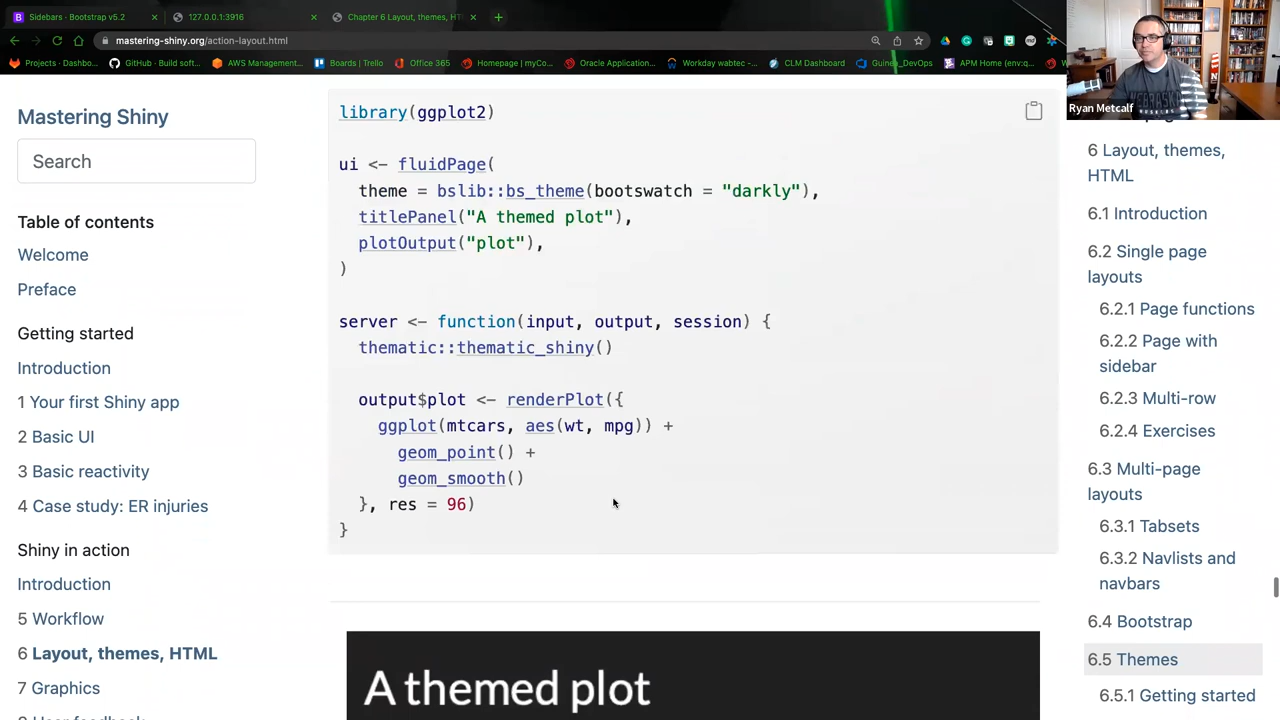 Sidebars · Bootstrap v5.2
127.0.0.1:3916
Chapter 6 Layout, themes, HT
mastering-shiny.org/action-layout.html
Projects · Dashbo...
GitHub · Build soft...
AWS Management...
Boards | Trello
Office 365
Homepage | myCo...
Oracle Application...
Workday wabtec -...
CLM Dashboard
Guinea_DevOps
APM Home (env:q...
Ryan Metcalf
Mastering Shiny
Search
Table of contents
Welcome
Preface
Getting started
Introduction
1 Your first Shiny app
2 Basic UI
3 Basic reactivity
4 Case study: ER injuries
Shiny in action
Introduction
5 Workflow
6 Layout, themes, HTML
7 Graphics
library(ggplot2)
ui <- fluidPage(
theme = bslib::bs_theme(bootswatch = "darkly"),
titlePanel("A themed plot"),
plotOutput("plot"),
)
server <- function(input, output, session) {
thematic::thematic_shiny()
output$plot <- renderPlot({
ggplot(mtcars, aes(wt, mpg)) +
geom_point() +
geom_smooth()
}, res = 96)
}
A themed plot
6 Layout, themes,
HTML
6.1 Introduction
6.2 Single page
layouts
6.2.1 Page functions
6.2.2 Page with
sidebar
6.2.3 Multi-row
6.2.4 Exercises
6.3 Multi-page
layouts
6.3.1 Tabsets
6.3.2 Navlists and
navbars
6.4 Bootstrap
6.5 Themes
6.5.1 Getting started